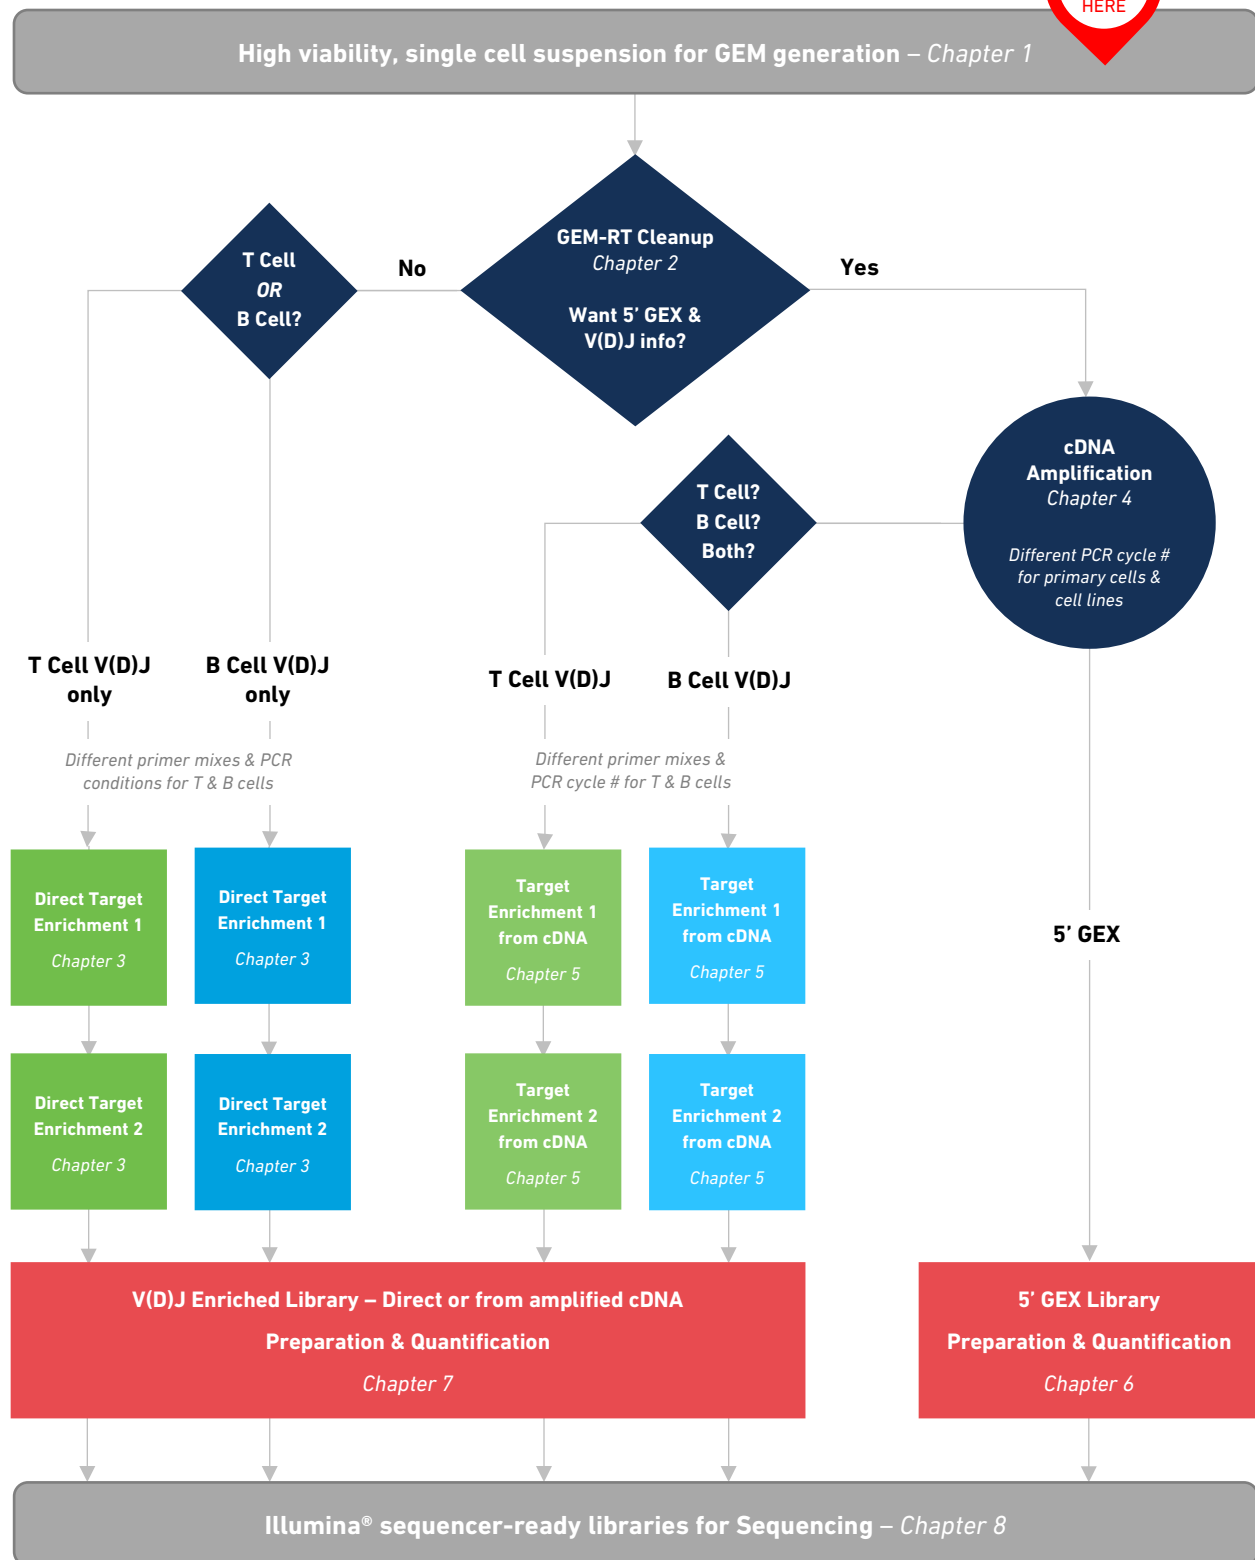 HERE
High viability, single cell suspension for GEM generation – Chapter 1
GEM-RT Cleanup
Chapter 2
Want 5’ GEX &
V(D)J info?
No
Yes
T Cell
OR
B Cell?
cDNA
Amplification
Chapter 4
Different PCR cycle #
for primary cells &
cell lines
T Cell?
B Cell?
Both?
T Cell V(D)J
only
B Cell V(D)J
only
T Cell V(D)J
B Cell V(D)J
Different primer mixes & PCR
conditions for T & B cells
Different primer mixes &
PCR cycle # for T & B cells
Direct Target
Enrichment 1
Chapter 3
Direct Target
Enrichment 1
Chapter 3
Target
Enrichment 1
from cDNA
Chapter 5
Target
Enrichment 1
from cDNA
Chapter 5
5’ GEX
Direct Target
Enrichment 2
Chapter 3
Direct Target
Enrichment 2
Chapter 3
Target
Enrichment 2
from cDNA
Chapter 5
Target
Enrichment 2
from cDNA
Chapter 5
V(D)J Enriched Library – Direct or from amplified cDNA
Preparation & Quantification
Chapter 7
5’ GEX Library
Preparation & Quantification
Chapter 6
Illumina® sequencer-ready libraries for Sequencing – Chapter 8